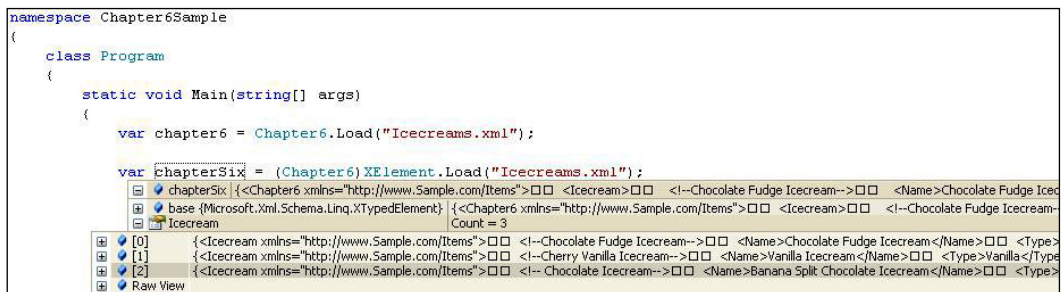 namespace Chapter6Sample
{
class Program
{
static void Main(string[] args)
{
var chapter6 = Chapter6.Load("Icecreams.xml");
var chapterSix = (Chapter6)XElement.Load("Icecreams.xml");
chapterSix {<Chapter6 xmlns="http://www.Sample.com/Items">□□ <Icecream>□□ <!--Chocolate Fudge Icecream-->□□ <Name>Chocolate Fudge Iced
base {Microsoft.Xml.Schema.Linq.XTypedElement} {<Chapter6 xmlns="http://www.Sample.com/Items">□□ <Icecream>□□ <!--Chocolate Fudge Icecream-
Icecream Count = 3
[0] {<Icecream xmlns="http://www.Sample.com/Items">□□ <!--Chocolate Fudge Icecream-->□□ <Name>Chocolate Fudge Icecream</Name>□□ <Type>
[1] {<Icecream xmlns="http://www.Sample.com/Items">□□ <!--Cherry Vanilla Icecream-->□□ <Name>Vanilla Icecream</Name>□□ <Type>Vanilla</Type
[2] {<Icecream xmlns="http://www.Sample.com/Items">□□ <!-- Chocolate Icecream-->□□ <Name>Banana Split Chocolate Icecream</Name>□□ <Type>
Raw View